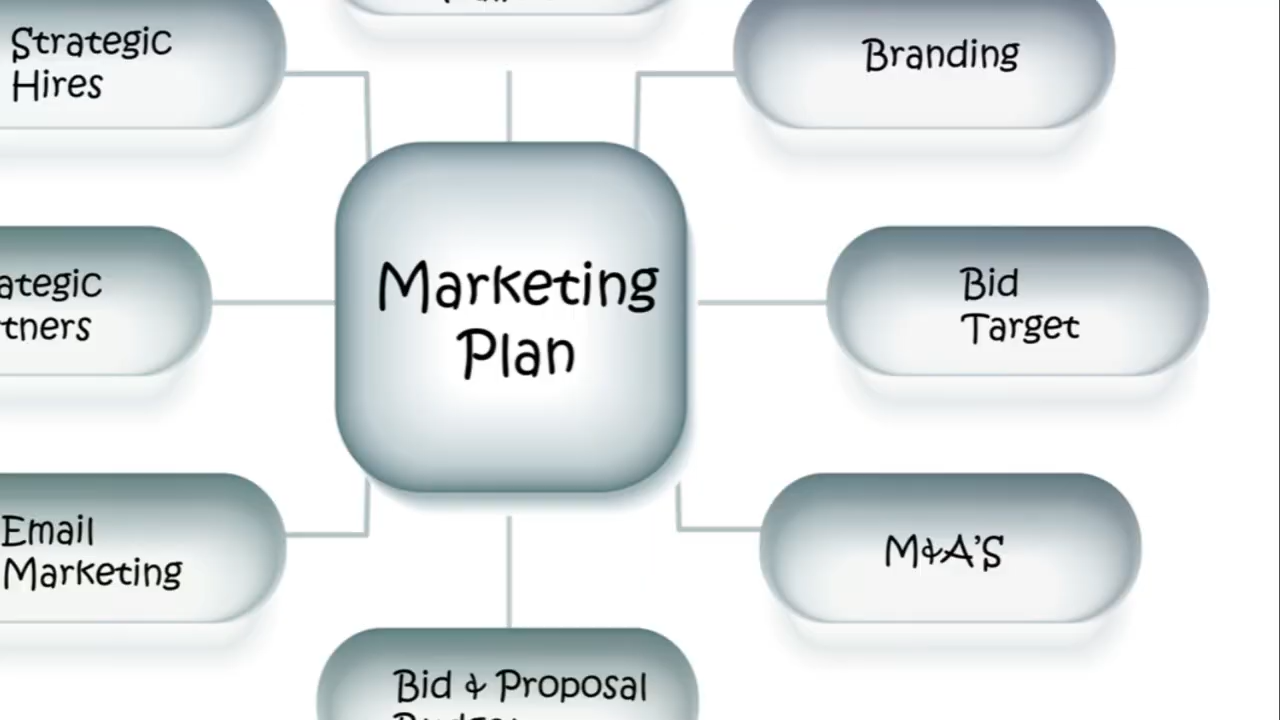 Strategic
Hires
Branding
Marketing
Plan
Bid
Target
Email
Marketing
M&A'S
Bid & Proposal